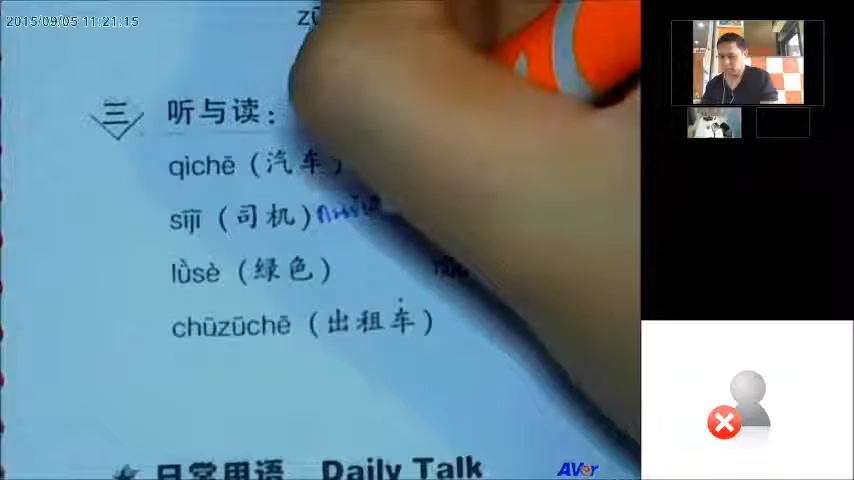 2015/09/05 11:21:15
zū
三 听与读:
qìchē (汽车)
sījī (司机)
lǜsè (绿色)
chūzūchē (出租车)
★ 日常用语 Daily Talk
AVer